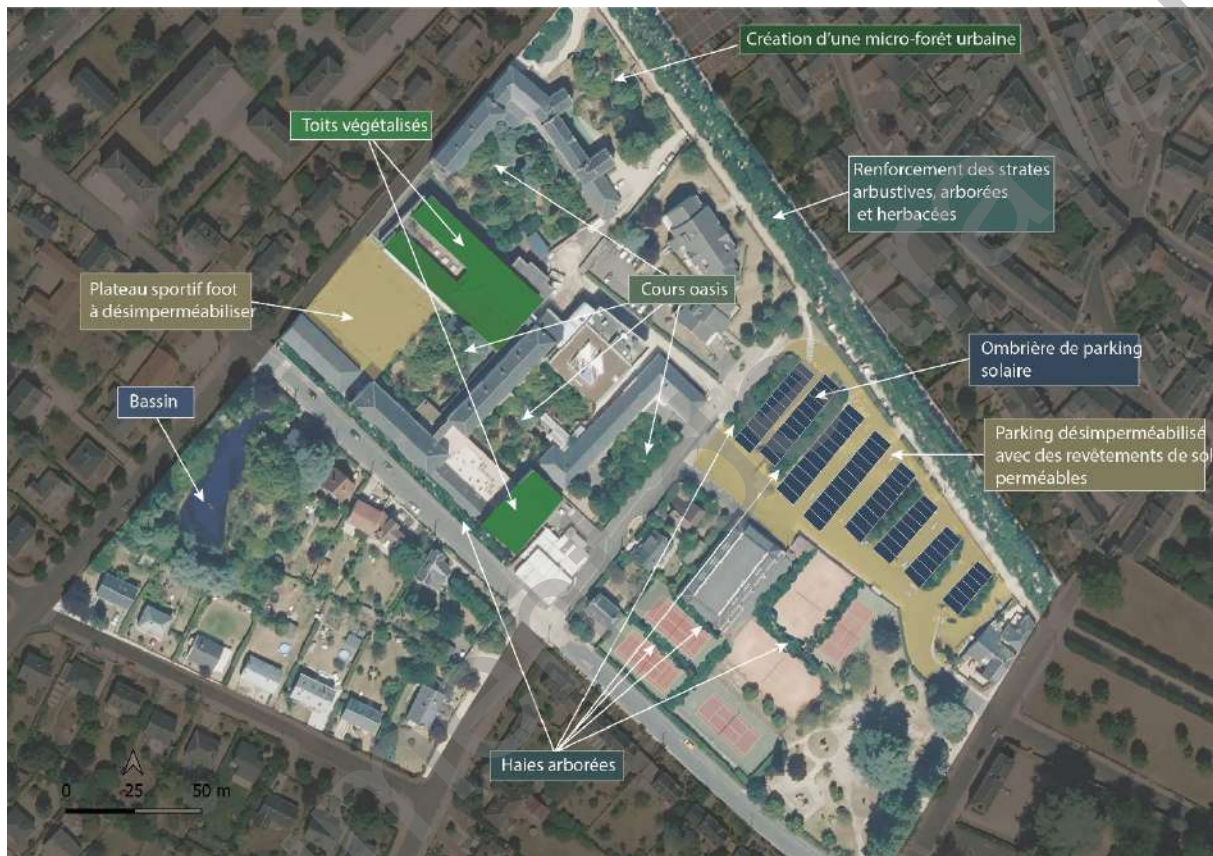 Création d'une micro-forêt urbaine
Toits végétalisés
Renforcement des strates
arbustives, arborées
et herbacées
Plateau sportif foot
à désimperméabiliser
Cours oasis
Ombrière de parking
solaire
Bassin
Parking désimperméabilisé
avec des revêtements de sol
perméables
Haies arborées
0 25 50 m